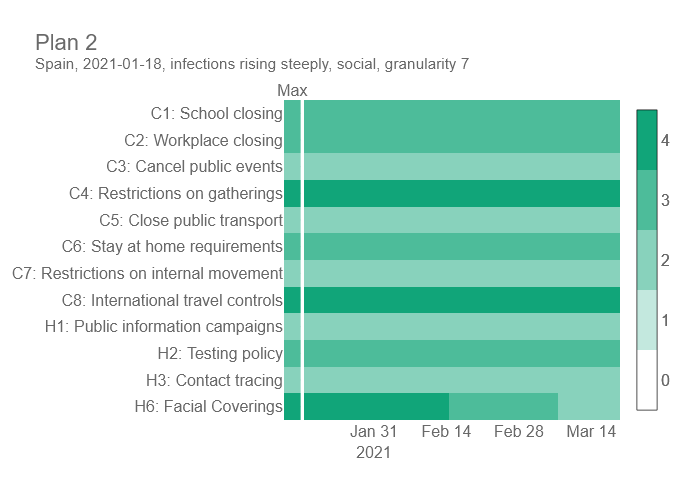 Plan 2
Spain, 2021-01-18, infections rising steeply, social, granularity 7
Max
C1: School closing
C2: Workplace closing
C3: Cancel public events
C4: Restrictions on gatherings
C5: Close public transport
C6: Stay at home requirements
C7: Restrictions on internal movement
C8: International travel controls
H1: Public information campaigns
H2: Testing policy
H3: Contact tracing
H6: Facial Coverings
Jan 31 Feb 14 Feb 28 Mar 14
2021
4
3
2
1
0